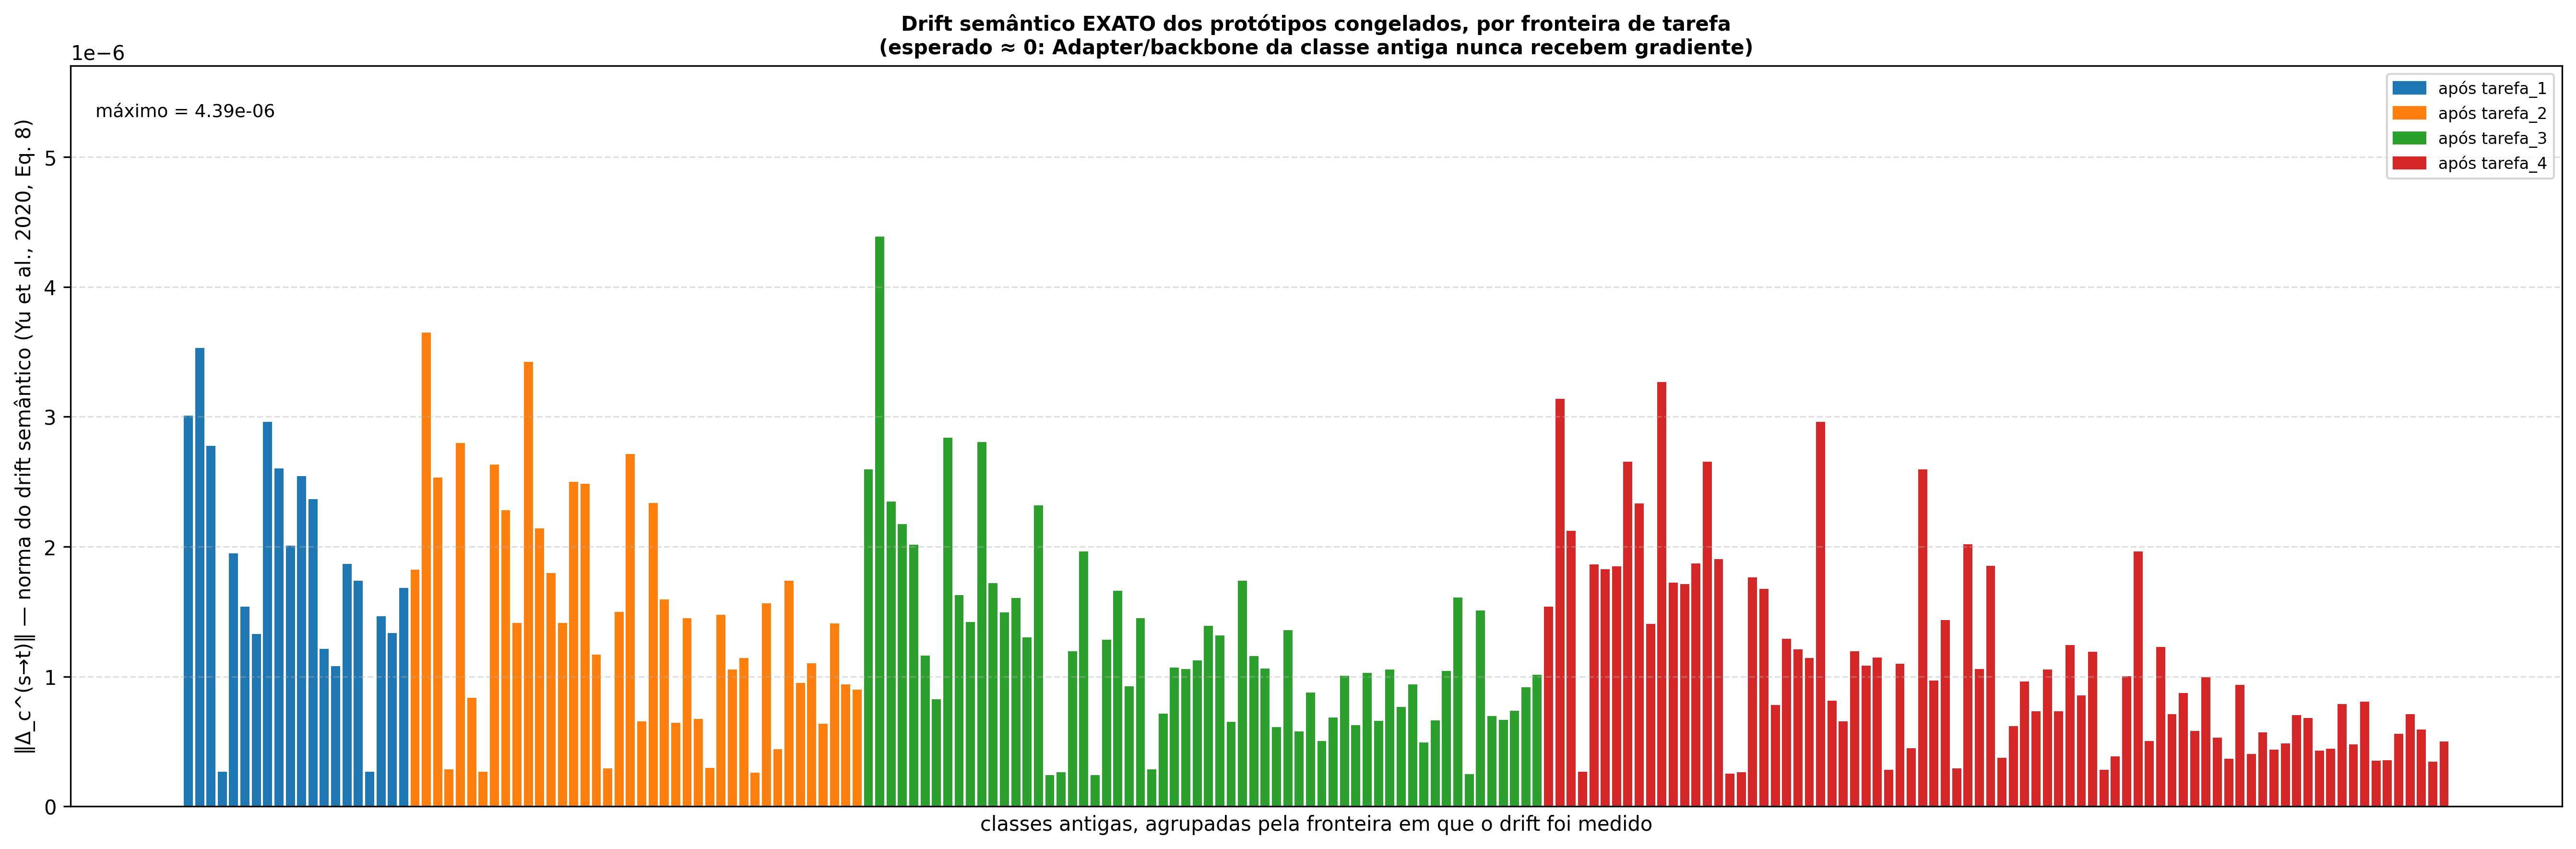 Drift semântico EXATO dos protótipos congelados, por fronteira de tarefa
(esperado ≈ 0: Adapter/backbone da classe antiga nunca recebem gradiente)
1e−6
máximo = 4.39e-06
após tarefa_1
após tarefa_2
após tarefa_3
após tarefa_4
‖Δ_c^(s→t)‖ — norma do drift semântico (Yu et al., 2020, Eq. 8)
5
4
3
2
1
0
classes antigas, agrupadas pela fronteira em que o drift foi medido